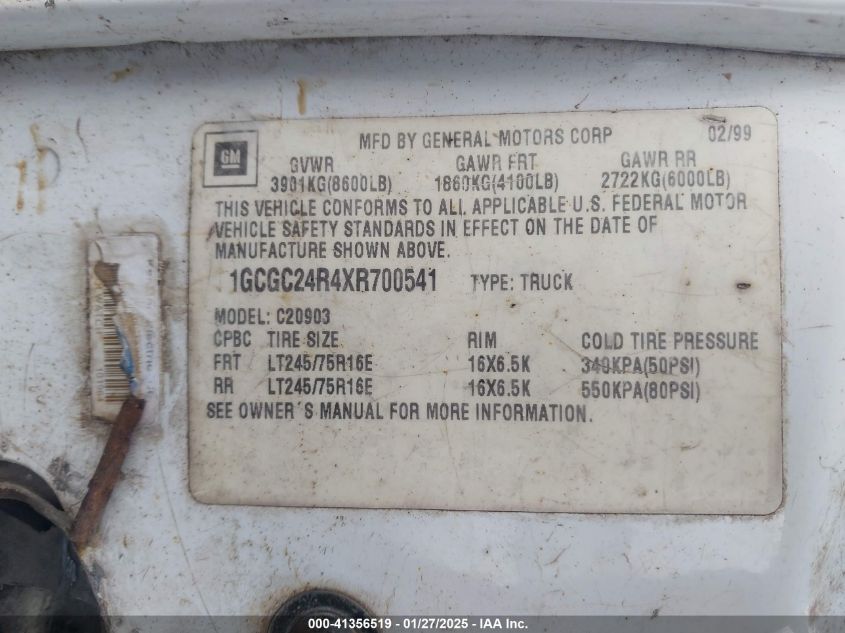 GM
MFD BY GENERAL MOTORS CORP 02/99
GVWR GAWR FRT GAWR RR
3901KG(8600LB) 1860KG(4100LB) 2722KG(6000LB)
THIS VEHICLE CONFORMS TO ALL APPLICABLE U.S. FEDERAL MOTOR
VEHICLE SAFETY STANDARDS IN EFFECT ON THE DATE OF
MANUFACTURE SHOWN ABOVE.
1GCGC24R4XR700541 TYPE: TRUCK
MODEL: C20903
CPBC TIRE SIZE RIM COLD TIRE PRESSURE
FRT LT245/75R16E 16X6.5K 340KPA(50PSI)
RR LT245/75R16E 16X6.5K 550KPA(80PSI)
SEE OWNER´S MANUAL FOR MORE INFORMATION.
000-41356519 - 01/27/2025 - IAA Inc.